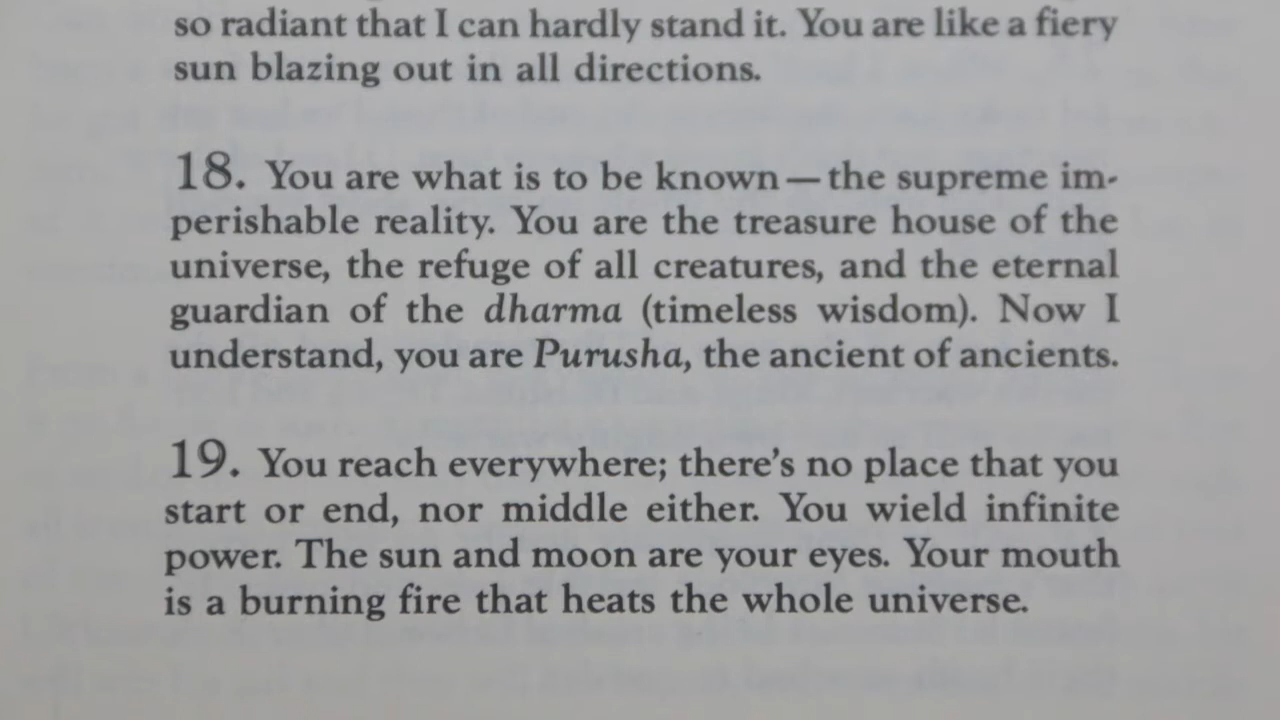 so radiant that I can hardly stand it. You are like a fiery
sun blazing out in all directions.
18. You are what is to be known—the supreme im-
perishable reality. You are the treasure house of the
universe, the refuge of all creatures, and the eternal
guardian of the dharma (timeless wisdom). Now I
understand, you are Purusha, the ancient of ancients.
19. You reach everywhere; there's no place that you
start or end, nor middle either. You wield infinite
power. The sun and moon are your eyes. Your mouth
is a burning fire that heats the whole universe.